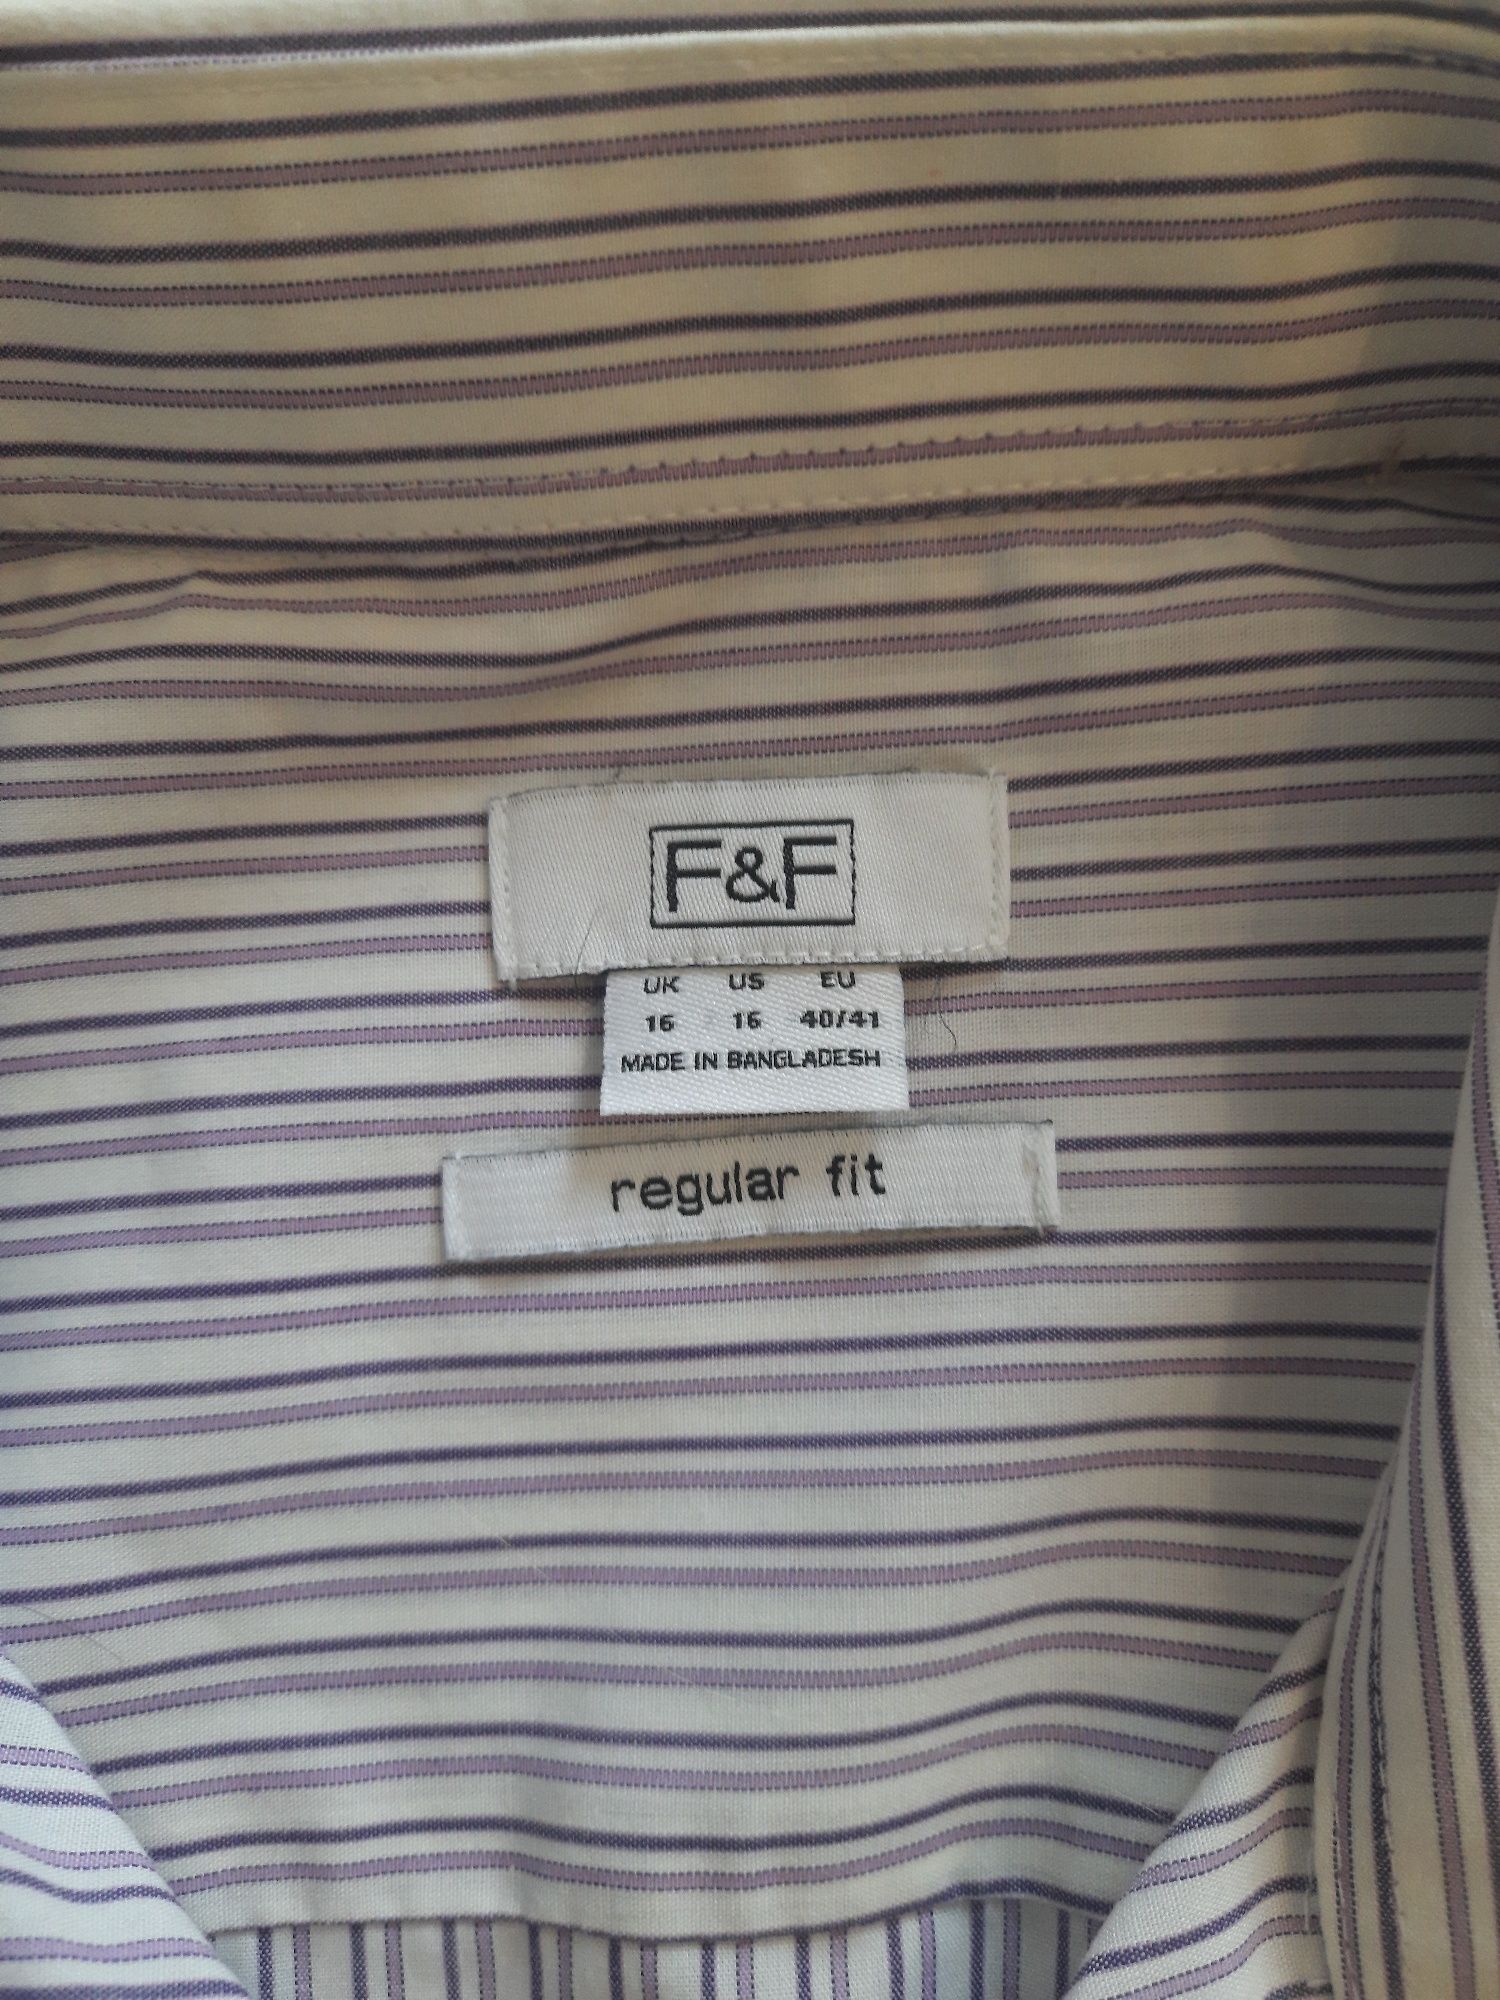 F&F
UK US EU
16 16 40/41
MADE IN BANGLADESH
regular fit